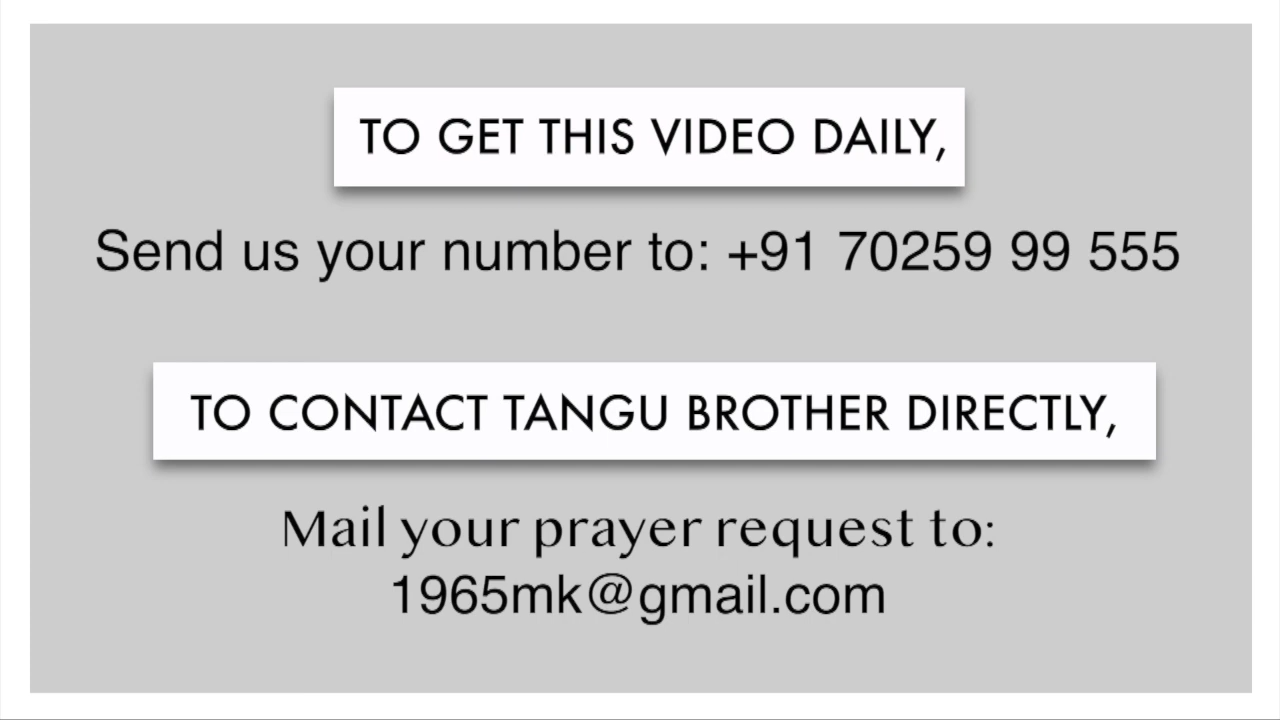 TO GET THIS VIDEO DAILY,
Send us your number to: +91 70259 99 555
TO CONTACT TANGU BROTHER DIRECTLY,
Mail your prayer request to:
1965mk@gmail.com